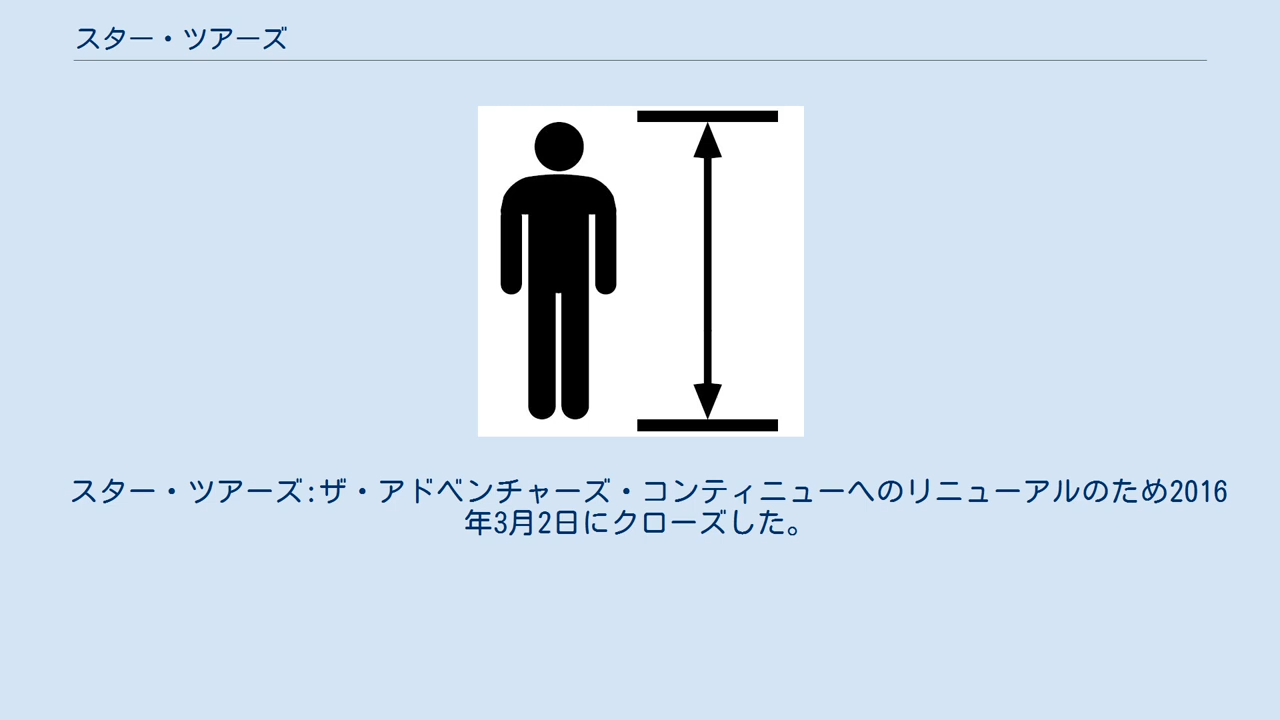 スター・ツアーズ
スター・ツアーズ:ザ・アドベンチャーズ・コンティニューへのリニューアルのため2016
年3月2日にクローズした。